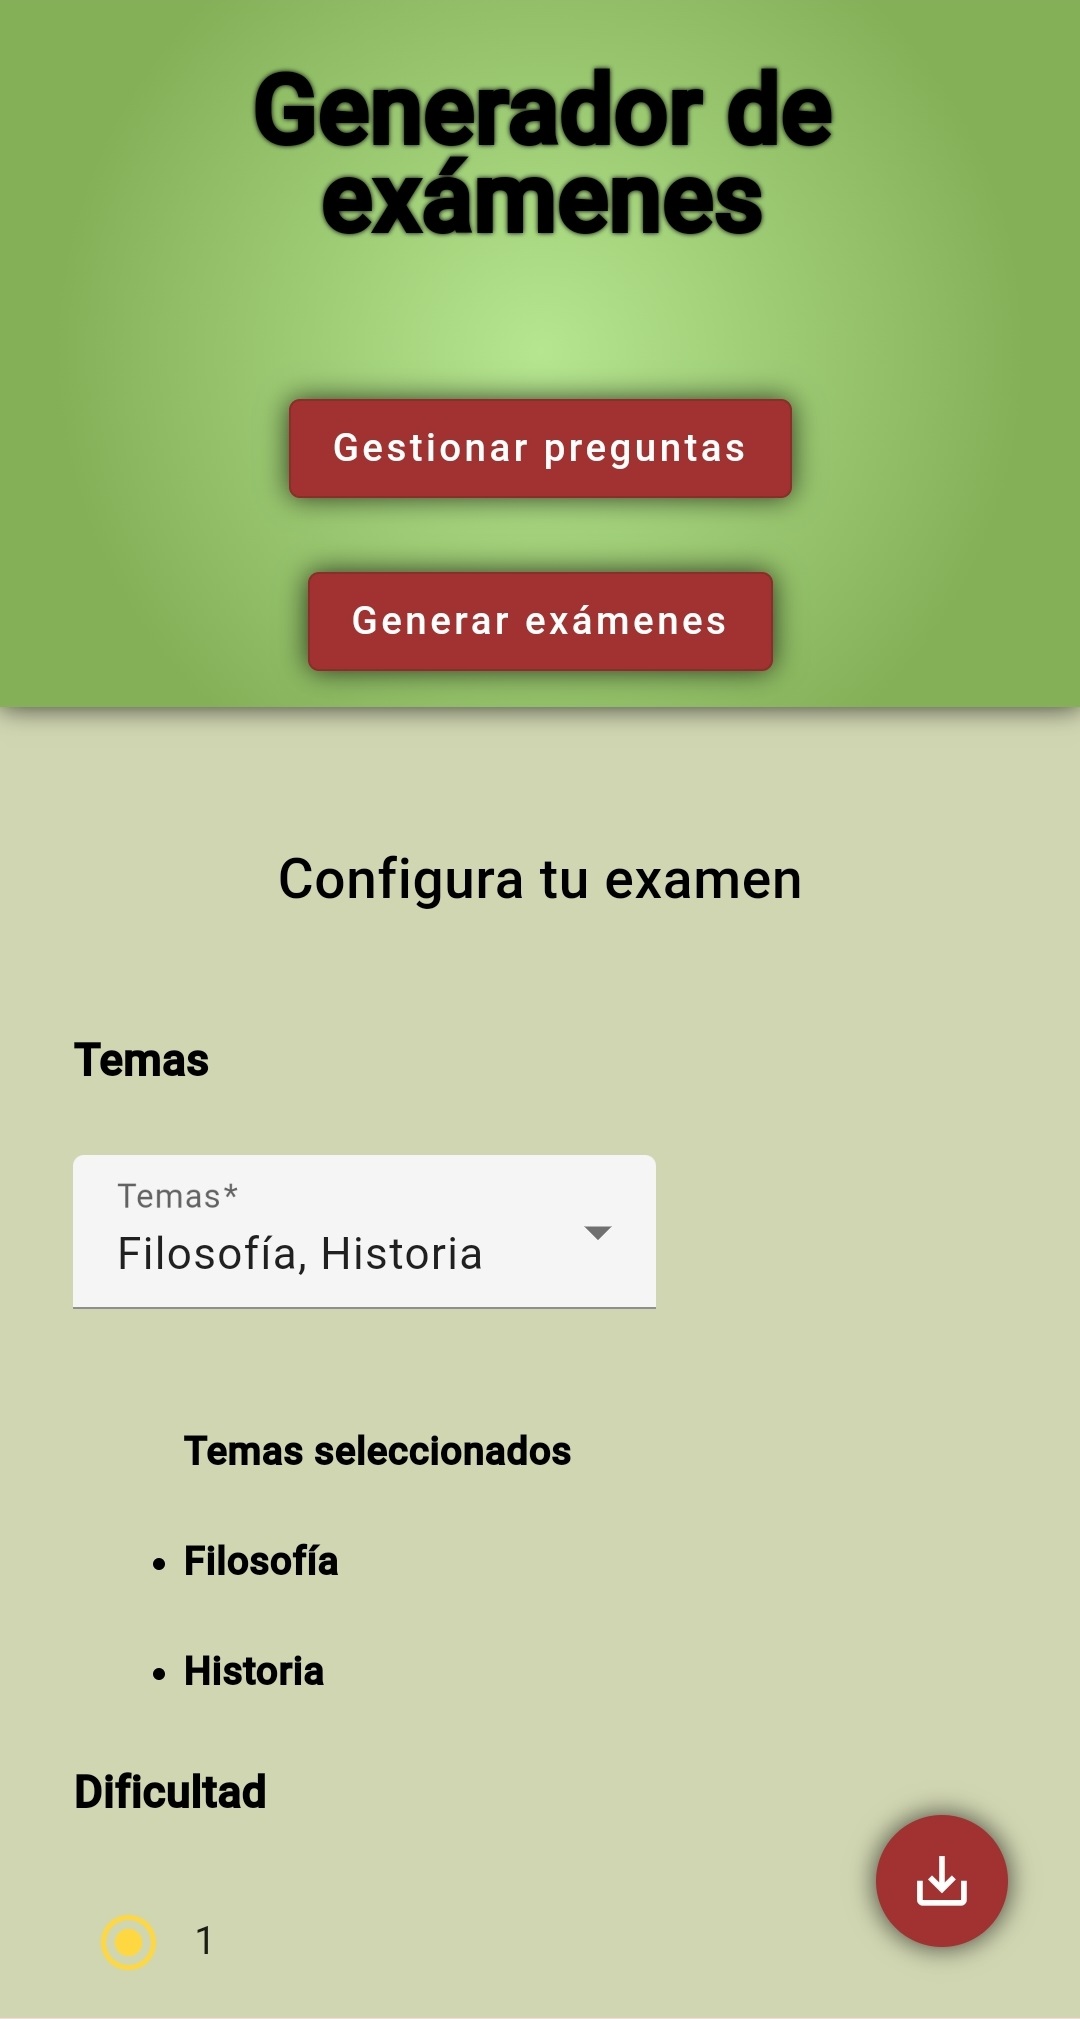 Generador de
exámenes
Gestionar preguntas
Generar exámenes
Configura tu examen
Temas
Temas*
Filosofía, Historia
Temas seleccionados
• Filosofía
• Historia
Dificultad
1